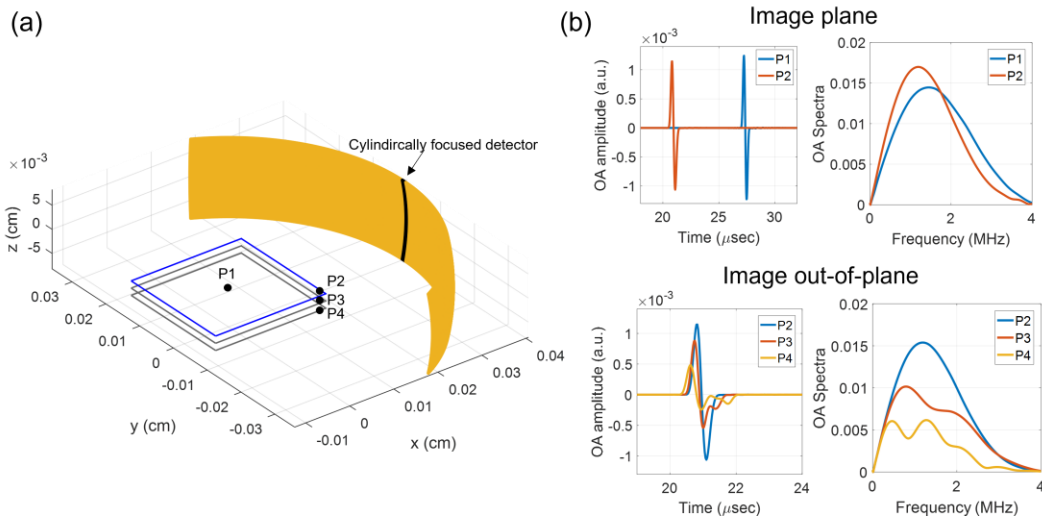 (a)
Cylindircally focused detector
× 10⁻³
5
0
-5
z (cm)
P1
P2
P3
P4
0.03
0.02
0.01
0
-0.01
-0.02
-0.03
y (cm)
-0.01
0
0.01
0.02
0.03
0.04
x (cm)
(b)
Image plane
×10⁻³
1
0.5
0
-0.5
-1
OA amplitude (a.u.)
20
25
30
Time (μsec)
P1
P2
0.02
0.015
0.01
0.005
0
OA Spectra
0
2
4
Frequency (MHz)
P1
P2
Image out-of-plane
×10⁻³
1
0.5
0
-0.5
-1
OA amplitude (a.u.)
20
22
24
Time (μsec)
P2
P3
P4
0.02
0.015
0.01
0.005
0
OA Spectra
0
2
4
Frequency (MHz)
P2
P3
P4